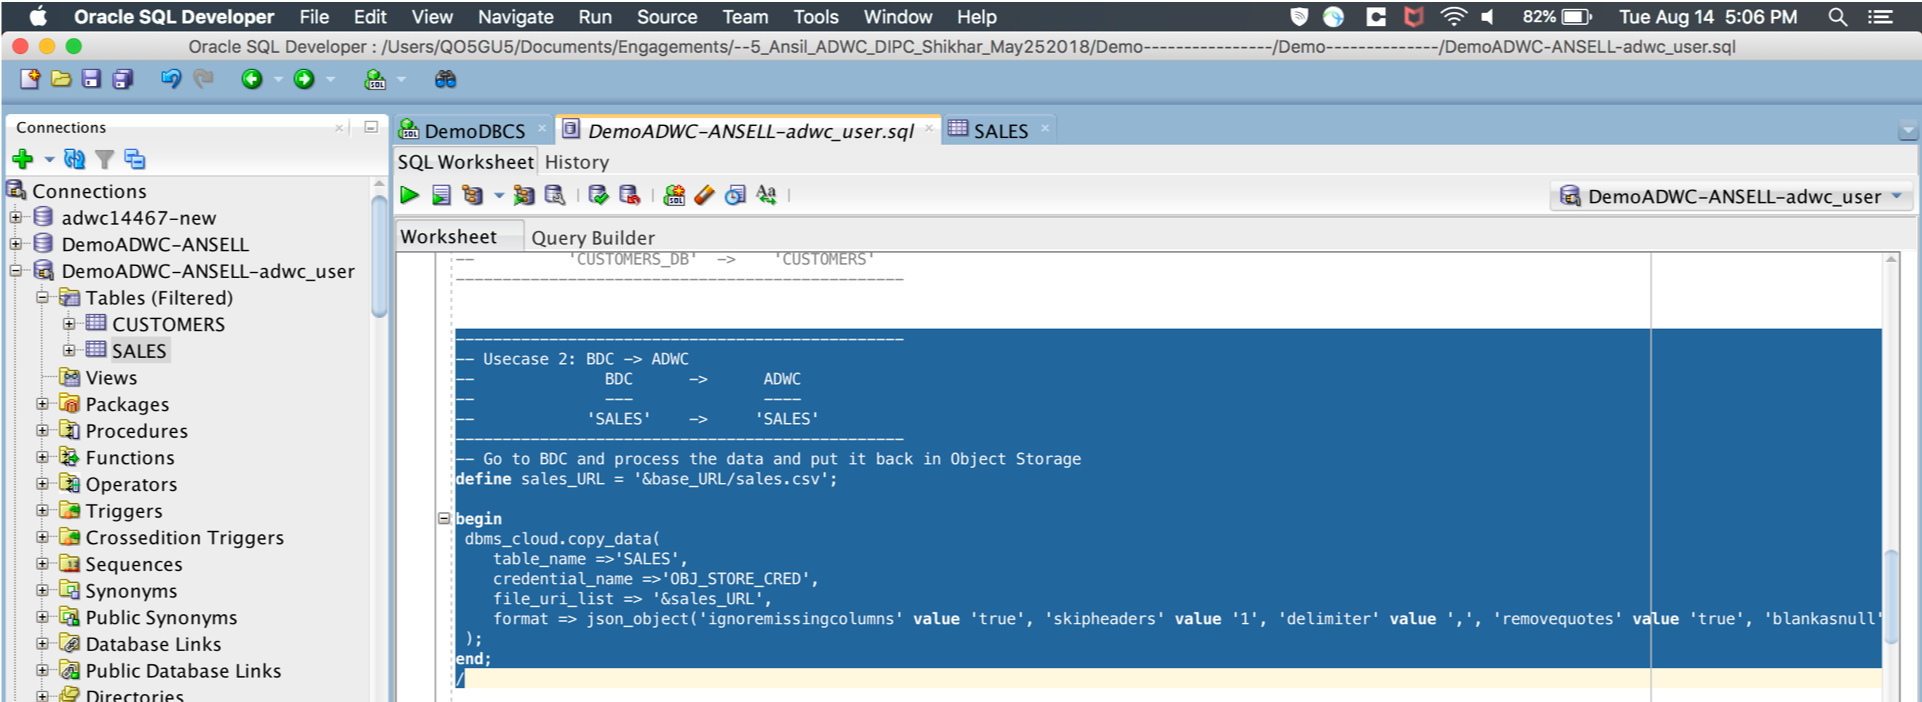 Oracle SQL Developer File Edit View Navigate Run Source Team Tools Window Help 82% Tue Aug 14 5:06 PM
Oracle SQL Developer : /Users/QO5GU5/Documents/Engagements/--5_Ansil_ADWC_DIPC_Shikhar_May252018/Demo----------------/Demo--------------/DemoADWC-ANSELL-adwc_user.sql
Connections
Connections
adwc14467-new
DemoADWC-ANSELL
DemoADWC-ANSELL-adwc_user
Tables (Filtered)
CUSTOMERS
SALES
Views
Packages
Procedures
Functions
Operators
Triggers
Crossedition Triggers
Sequences
Synonyms
Public Synonyms
Database Links
Public Database Links
Directories
DemoDBCS DemoADWC-ANSELL-adwc_user.sql SALES
SQL Worksheet History
DemoADWC-ANSELL-adwc_user
Worksheet Query Builder
-- 'CUSTOMERS_DB' -> 'CUSTOMERS'
-------------------------------------------------
-------------------------------------------------
-- Usecase 2: BDC -> ADWC
-- BDC -> ADWC
-- --- ----
-- 'SALES' -> 'SALES'
-------------------------------------------------
-- Go to BDC and process the data and put it back in Object Storage
define sales_URL = '&base_URL/sales.csv';
begin
dbms_cloud.copy_data(
table_name =>'SALES',
credential_name =>'OBJ_STORE_CRED',
file_uri_list => '&sales_URL',
format => json_object('ignoremissingcolumns' value 'true', 'skipheaders' value '1', 'delimiter' value ',', 'removequotes' value 'true', 'blankasnull'
);
end;
/